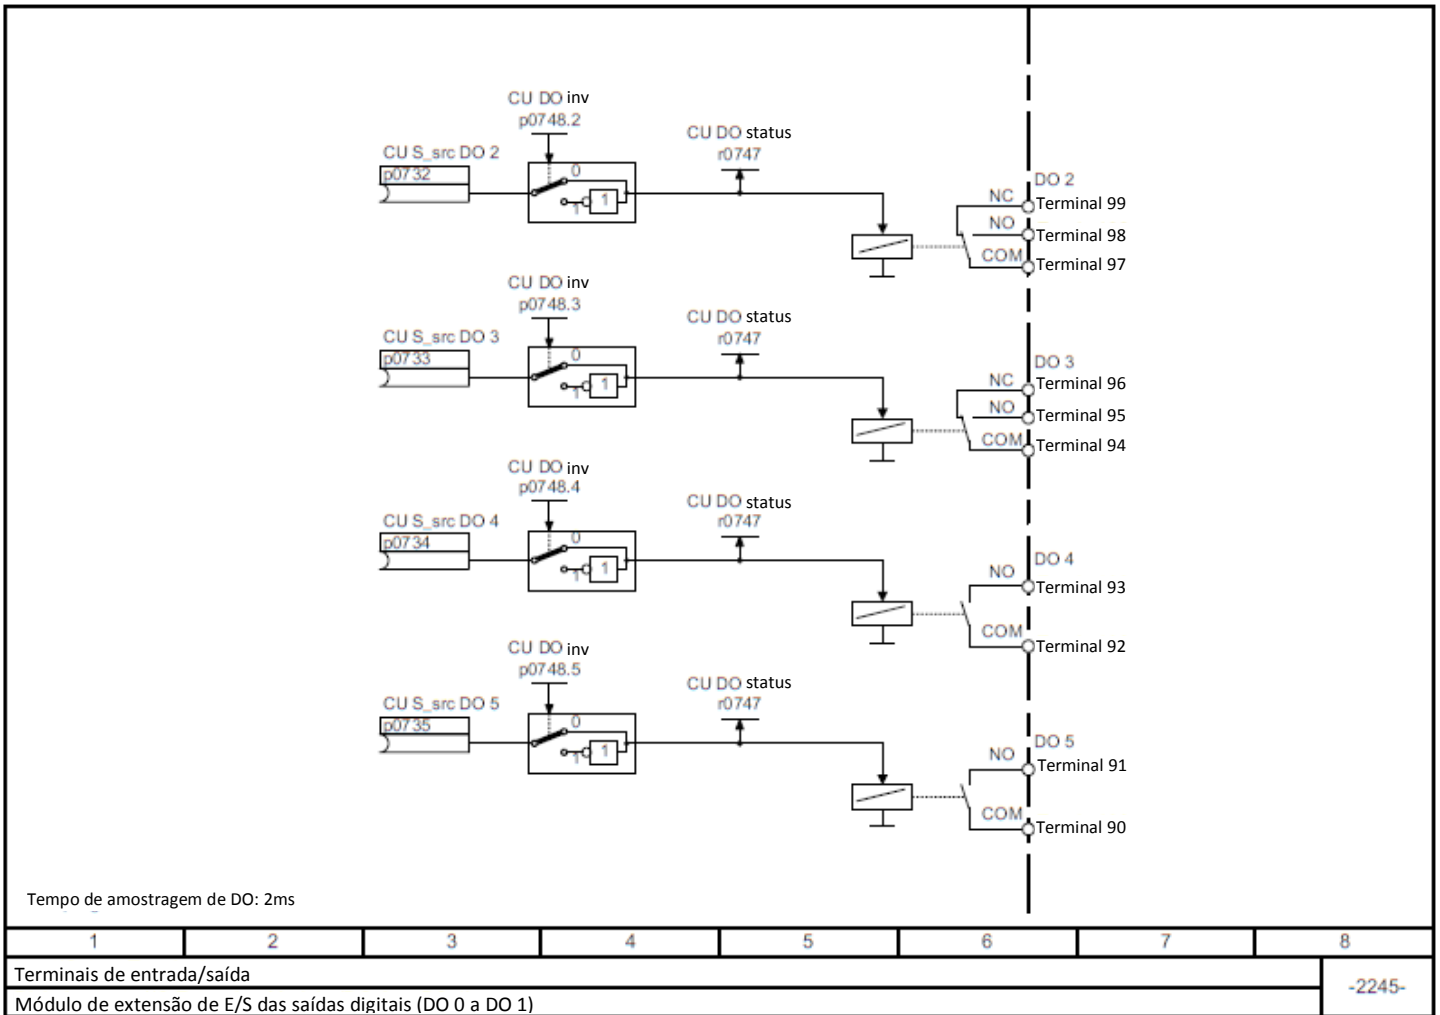 CU DO inv
p0748.2
CU DO status
r0747
CU S_src DO 2
p0732
0
1
1
DO 2
NC
Terminal 99
NO
Terminal 98
COM
Terminal 97
CU DO inv
p0748.3
CU DO status
r0747
CU S_src DO 3
p0733
0
1
1
DO 3
NC
Terminal 96
NO
Terminal 95
COM
Terminal 94
CU DO inv
p0748.4
CU DO status
r0747
CU S_src DO 4
p0734
0
1
1
DO 4
NO
Terminal 93
COM
Terminal 92
CU DO inv
p0748.5
CU DO status
r0747
CU S_src DO 5
p0735
0
1
1
DO 5
NO
Terminal 91
COM
Terminal 90
Tempo de amostragem de DO: 2ms
1 2 3 4 5 6 7 8
Terminais de entrada/saída
-2245-
Módulo de extensão de E/S das saídas digitais (DO 0 a DO 1)